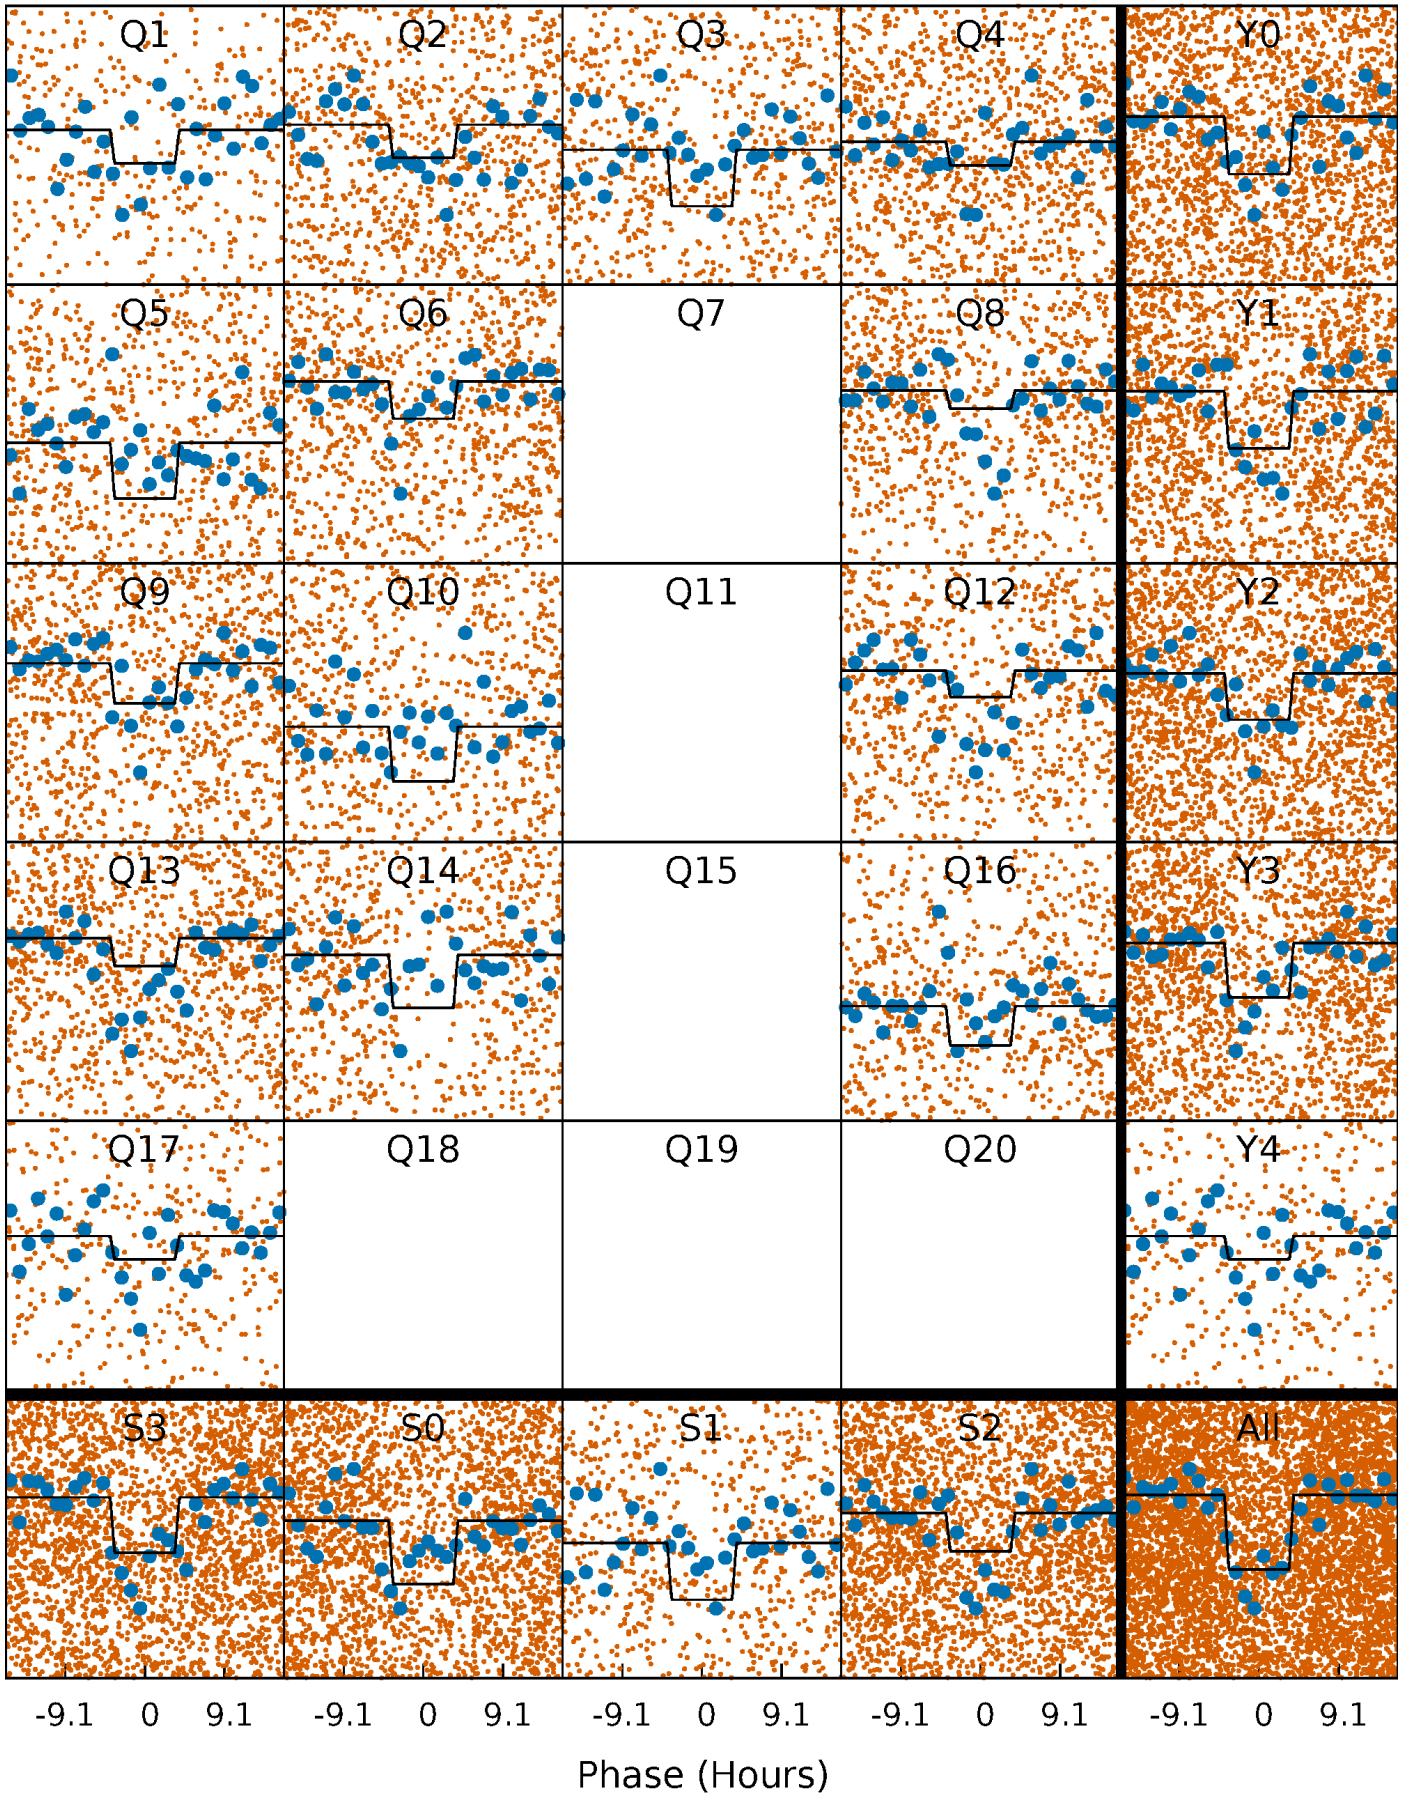 Q1 Q2 Q3 Q4 Y0
Q5 Q6 Q7 Q8 Y1
Q9 Q10 Q11 Q12 Y2
Q13 Q14 Q15 Q16 Y3
Q17 Q18 Q19 Q20 Y4
S3 S0 S1 S2 All
-9.1 0 9.1 -9.1 0 9.1 -9.1 0 9.1 -9.1 0 9.1 -9.1 0 9.1
Phase (Hours)